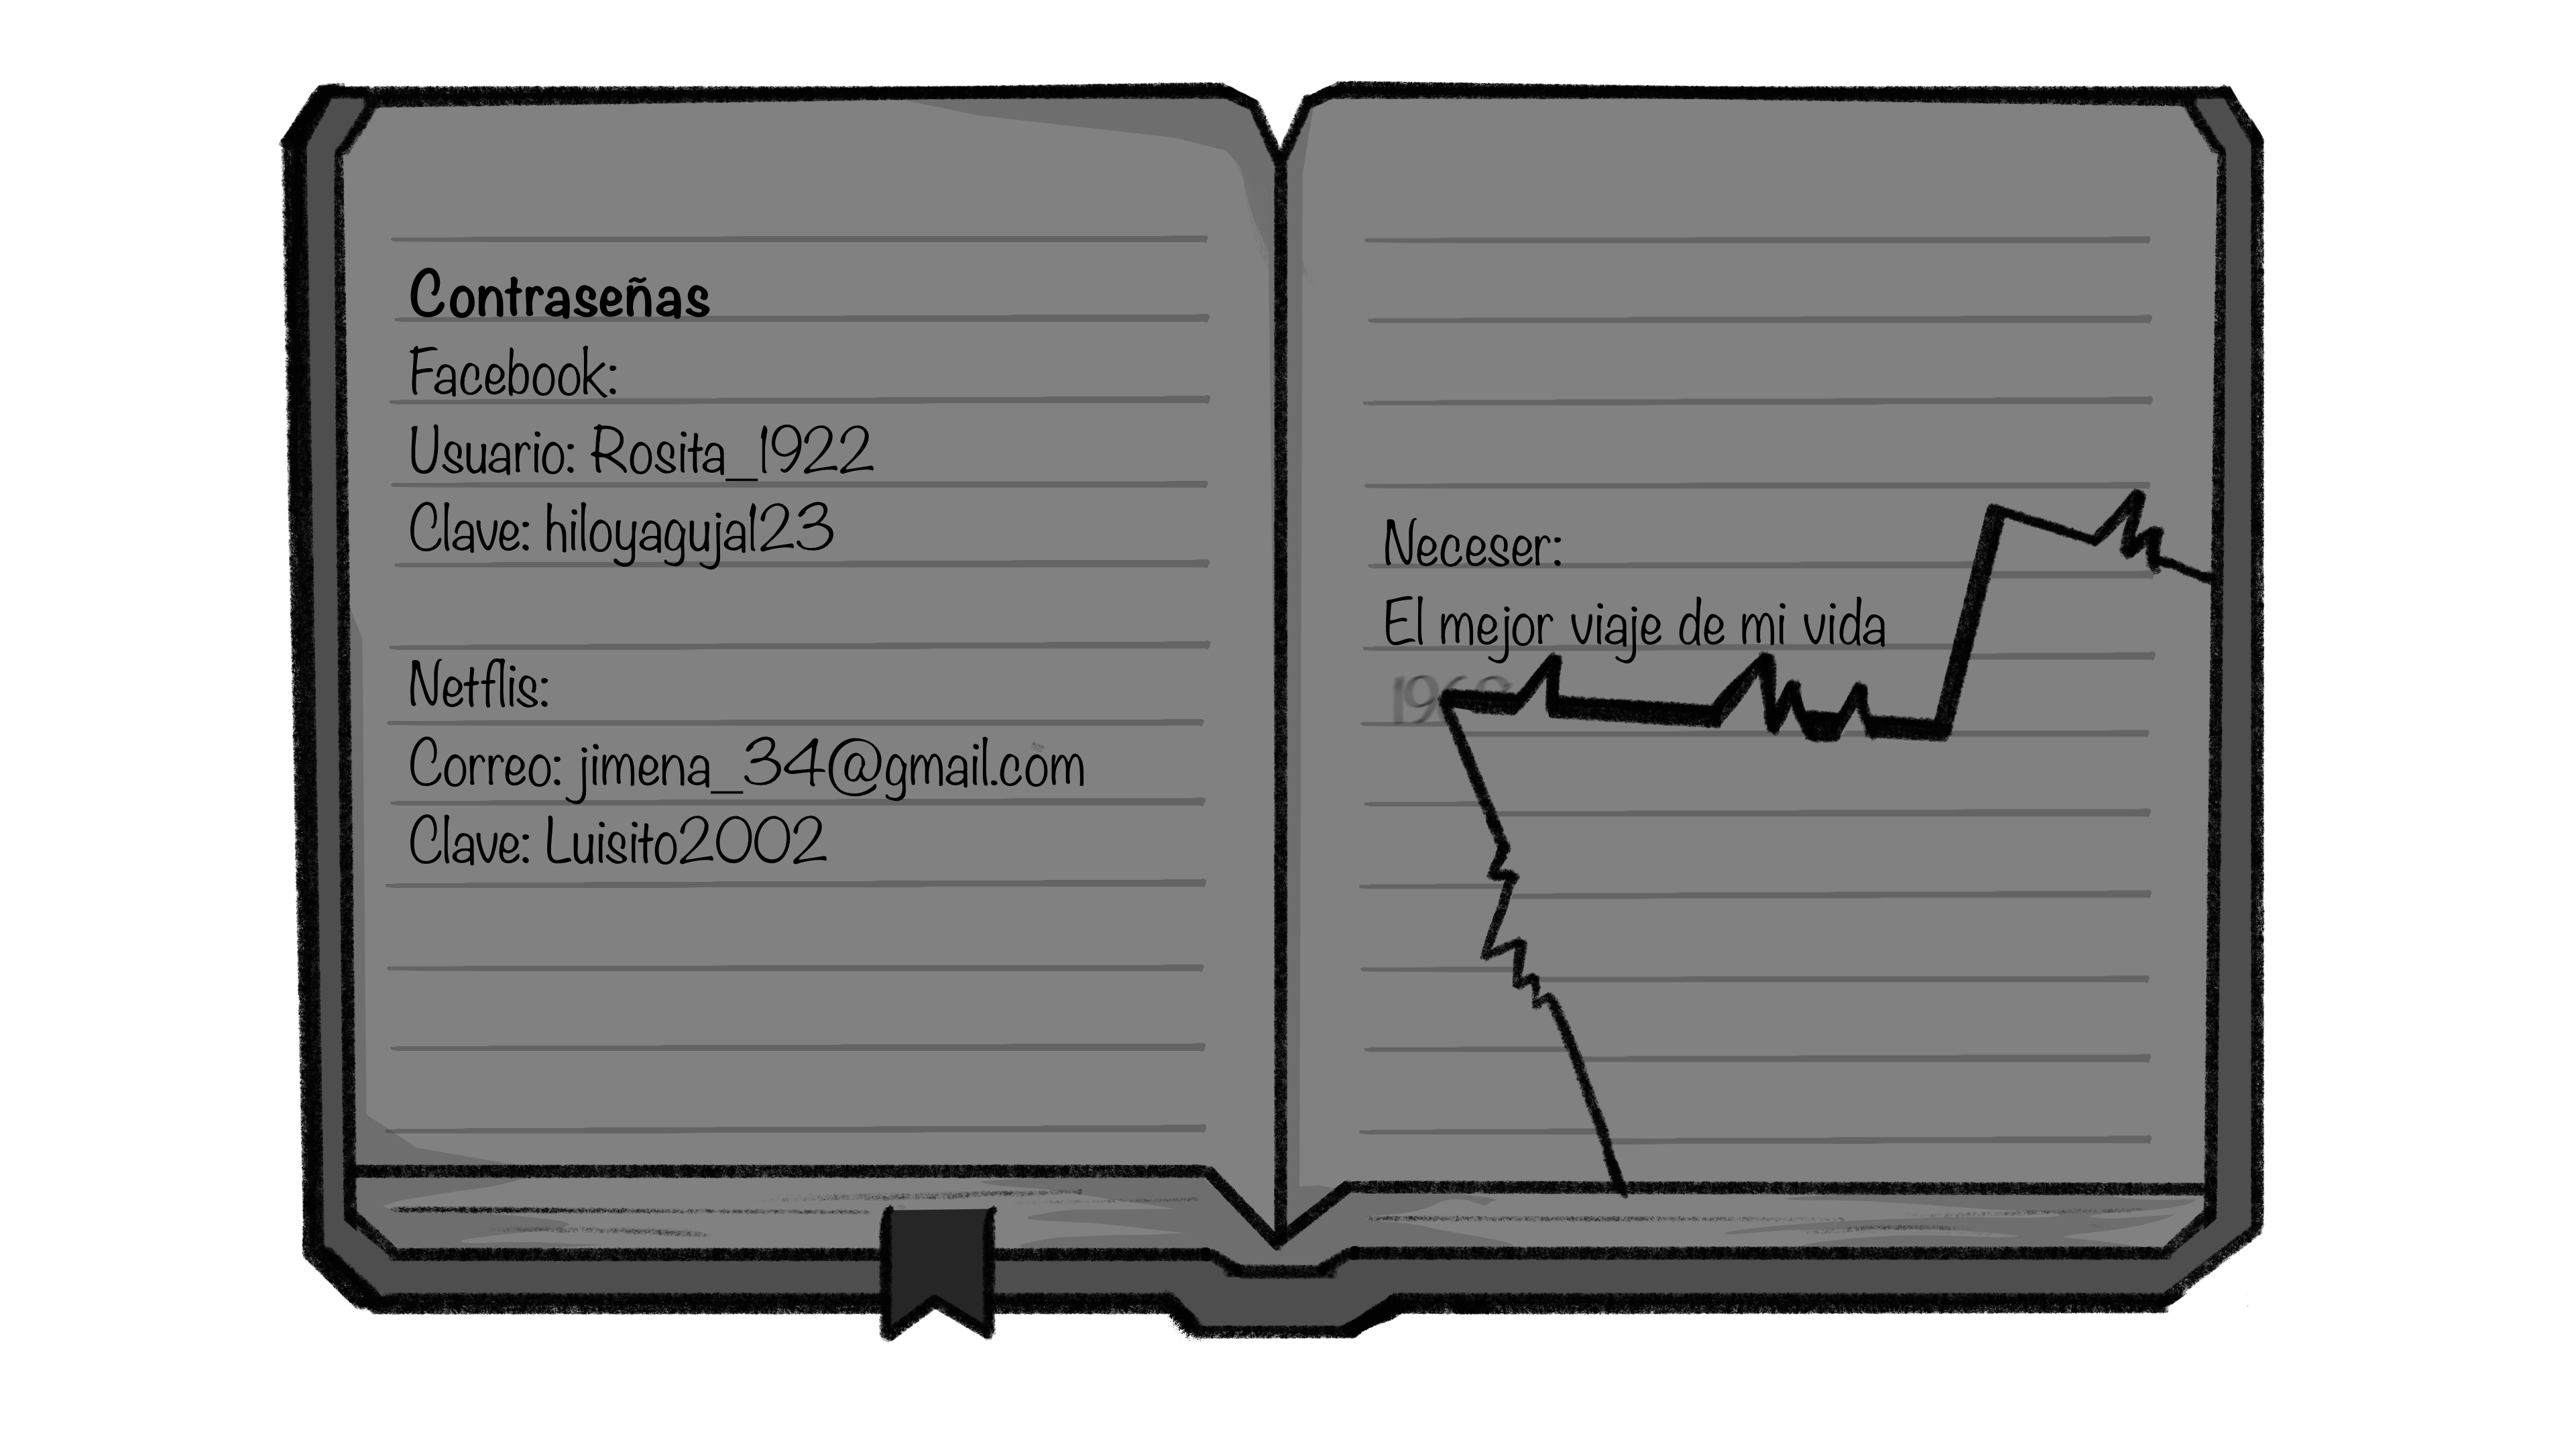 Contraseñas
Facebook:
Usuario: Rosita_1922
Clave: hiloyaguja123
Netflis:
Correo: jimena_34@gmail.com
Clave: Luisito2002
Neceser:
El mejor viaje de mi vida